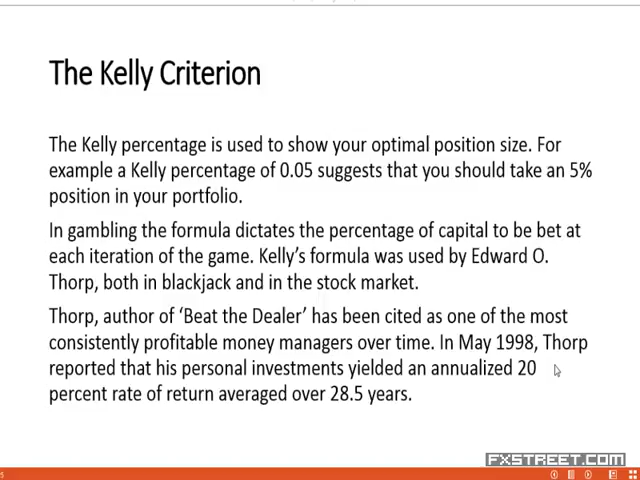 The Kelly Criterion
The Kelly percentage is used to show your optimal position size. For
example a Kelly percentage of 0.05 suggests that you should take an 5%
position in your portfolio.
In gambling the formula dictates the percentage of capital to be bet at
each iteration of the game. Kelly's formula was used by Edward O.
Thorp, both in blackjack and in the stock market.
Thorp, author of 'Beat the Dealer' has been cited as one of the most
consistently profitable money managers over time. In May 1998, Thorp
reported that his personal investments yielded an annualized 20
percent rate of return averaged over 28.5 years.
FXSTREET.COM